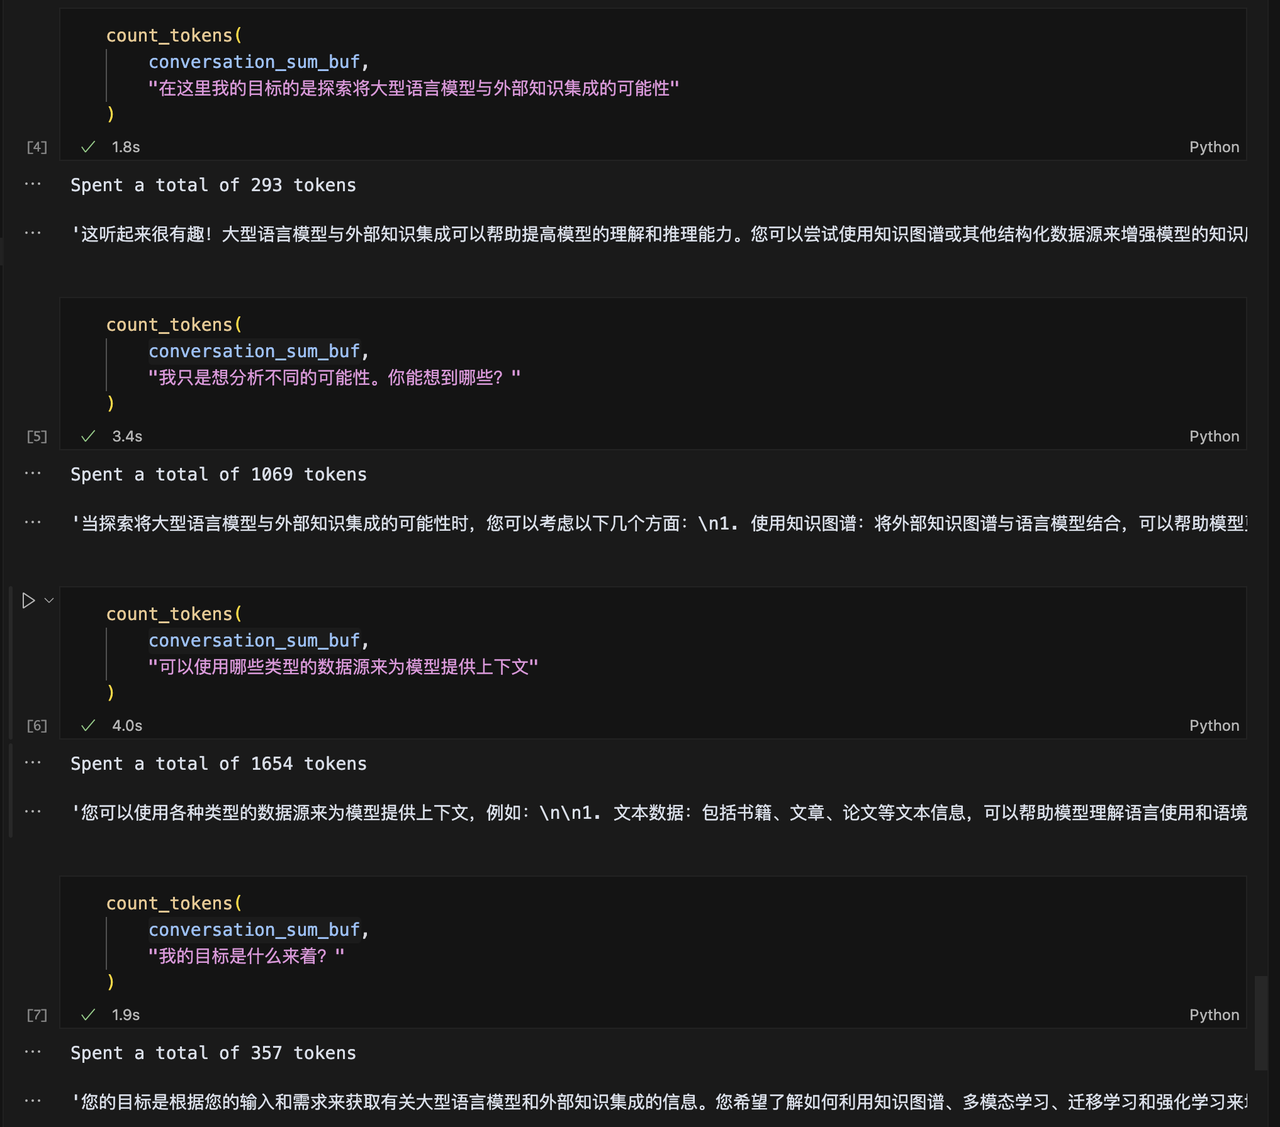 count_tokens(
conversation_sum_buf,
"在这里我的目标的是探索将大型语言模型与外部知识集成的可能性"
)
[4] ✓ 1.8s Python
... Spent a total of 293 tokens
... '这听起来很有趣！大型语言模型与外部知识集成可以帮助提高模型的理解和推理能力。您可以尝试使用知识图谱或其他结构化数据源来增强模型的知识
count_tokens(
conversation_sum_buf,
"我只是想分析不同的可能性。你能想到哪些？"
)
[5] ✓ 3.4s Python
... Spent a total of 1069 tokens
... '当探索将大型语言模型与外部知识集成的可能性时，您可以考虑以下几个方面：\n1. 使用知识图谱：将外部知识图谱与语言模型结合，可以帮助模型
count_tokens(
conversation_sum_buf,
"可以使用哪些类型的数据源来为模型提供上下文"
)
[6] ✓ 4.0s Python
... Spent a total of 1654 tokens
... '您可以使用各种类型的数据源来为模型提供上下文，例如：\n\n1. 文本数据：包括书籍、文章、论文等文本信息，可以帮助模型理解语言使用和语境
count_tokens(
conversation_sum_buf,
"我的目标是什么来着？"
)
[7] ✓ 1.9s Python
... Spent a total of 357 tokens
... '您的目标是根据您的输入和需求来获取有关大型语言模型和外部知识集成的信息。您希望了解如何利用知识图谱、多模态学习、迁移学习和强化学习来